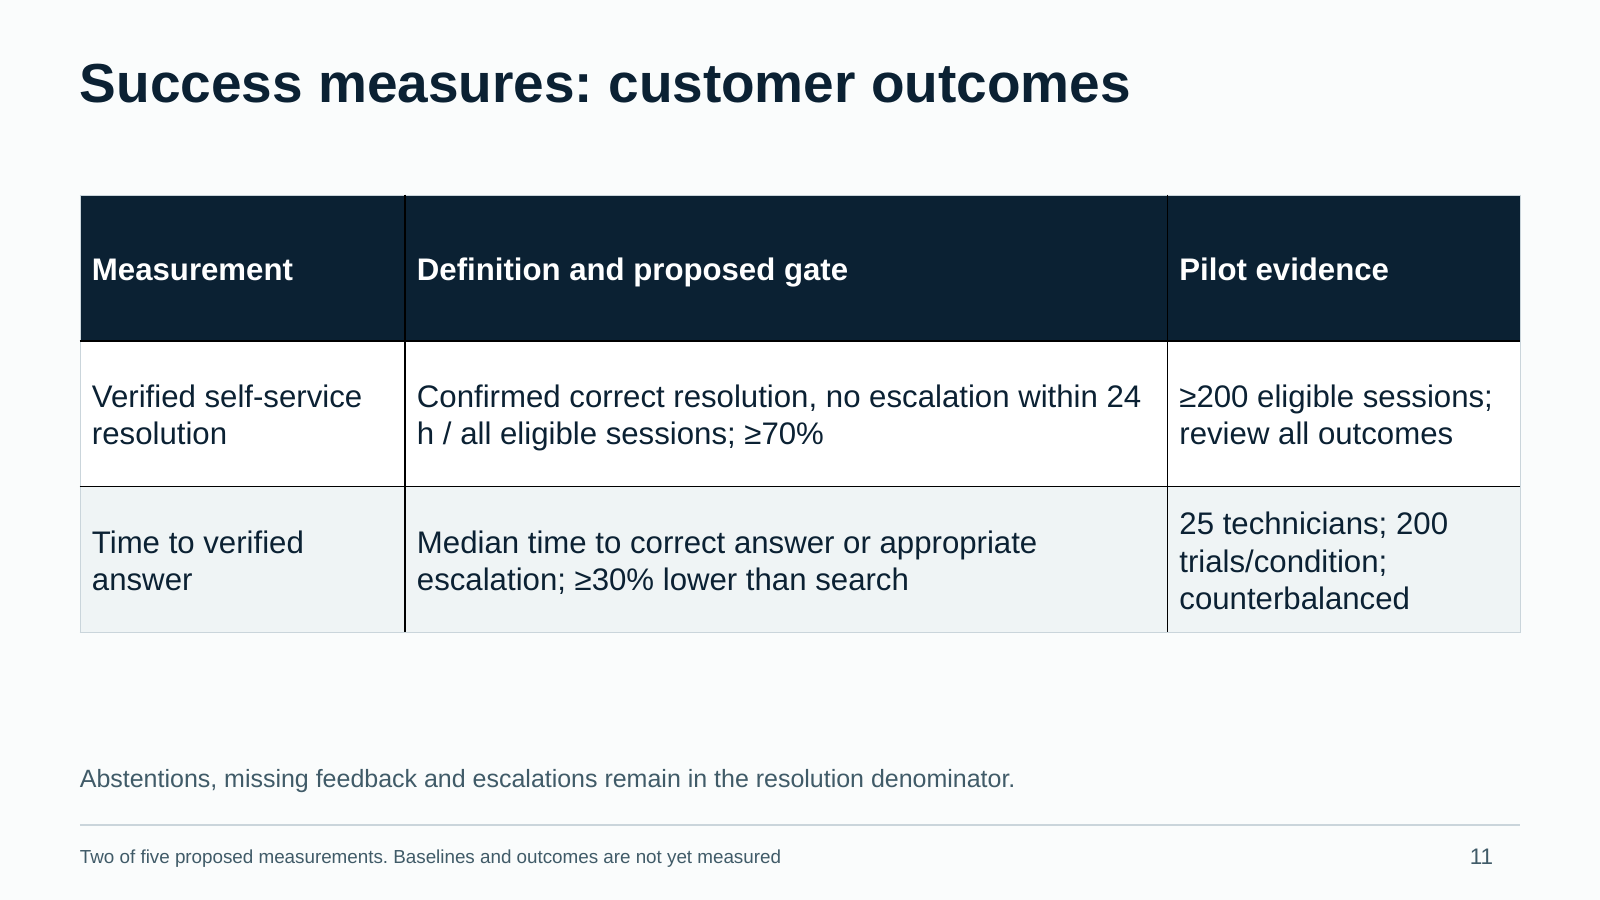 Success measures: customer outcomes
Measurement
Definition and proposed gate
Pilot evidence
Verified self-service
resolution
Confirmed correct resolution, no escalation within 24
h / all eligible sessions; ≥70%
≥200 eligible sessions;
review all outcomes
Time to verified
answer
Median time to correct answer or appropriate
escalation; ≥30% lower than search
25 technicians; 200
trials/condition;
counterbalanced
Abstentions, missing feedback and escalations remain in the resolution denominator.
Two of five proposed measurements. Baselines and outcomes are not yet measured
11